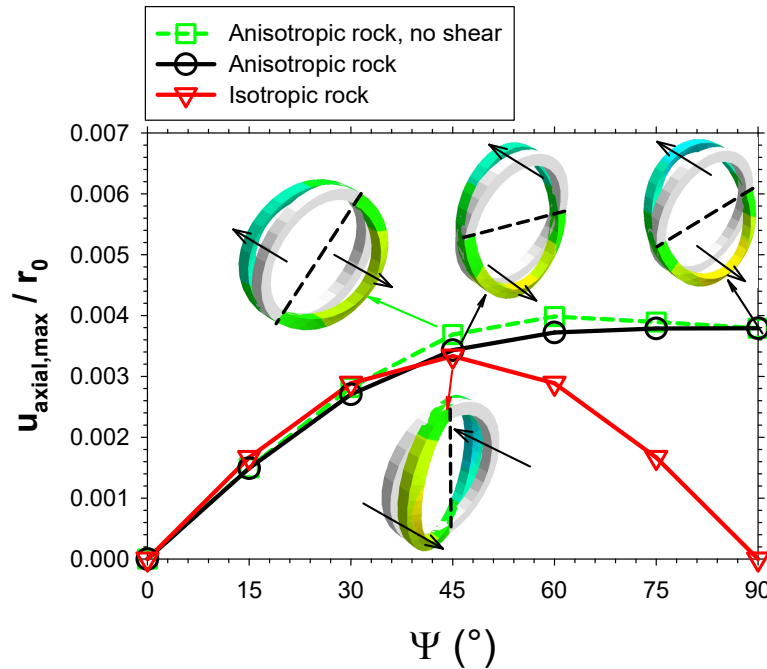 Anisotropic rock, no shear
Anisotropic rock
Isotropic rock
u_axial,max / r_0
0.007
0.006
0.005
0.004
0.003
0.002
0.001
0.000
0 15 30 45 60 75 90
Ψ (°)